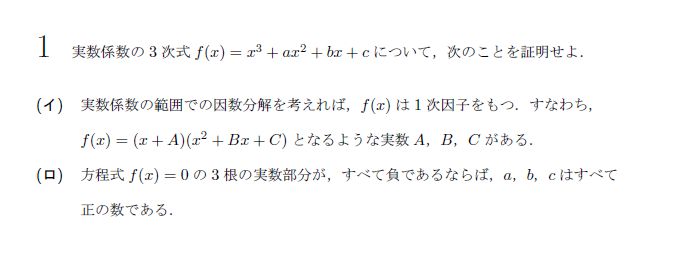 1 実数係数の 3 次式 f(x) = x³ + ax² + bx + c について，次のことを証明せよ．
(イ) 実数係数の範囲での因数分解を考えれば，f(x) は 1 次因子をもつ．すなわち，
f(x) = (x + A)(x² + Bx + C) となるような実数 A，B，C がある．
(ロ) 方程式 f(x) = 0 の 3 根の実数部分が，すべて負であるならば，a，b，c はすべて
正の数である．